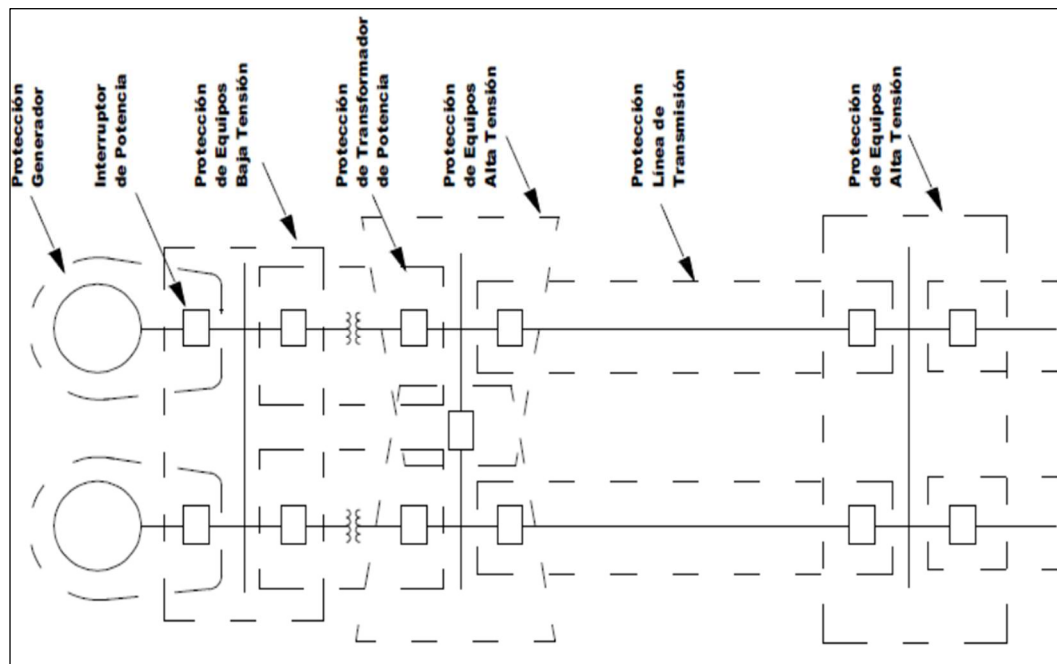 Protección
Generador
Interruptor
de Potencia
Protección
de Equipos
Baja Tensión
Protección
de Transformador
de Potencia
Protección
de Equipos
Alta Tensión
Protección
Línea de
Transmisión
Protección
de Equipos
Alta Tensión